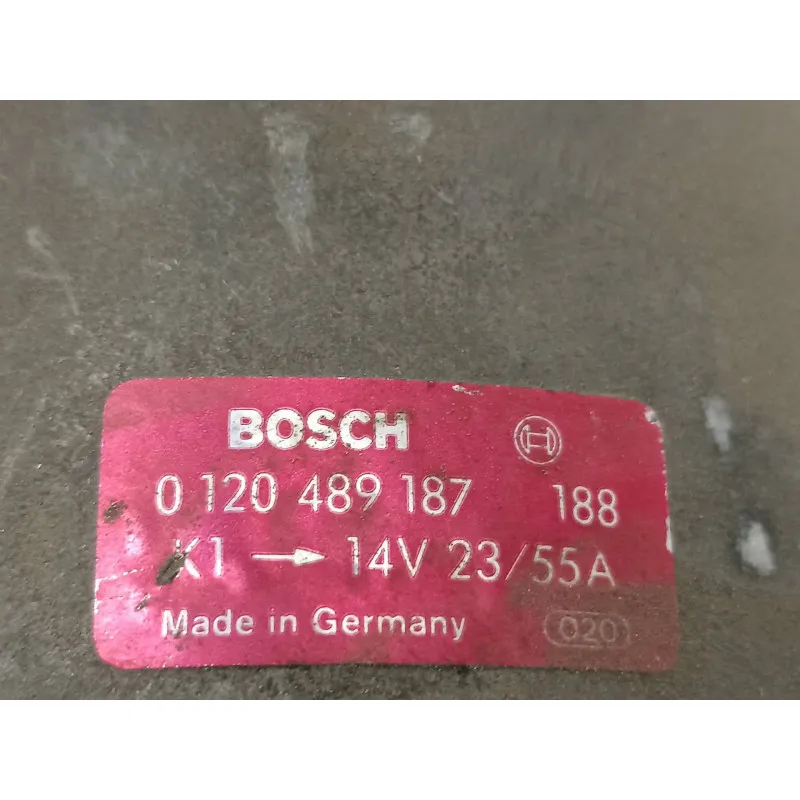 BOSCH
0 120 489 187 188
K1 → 14V 23/55A
Made in Germany 020